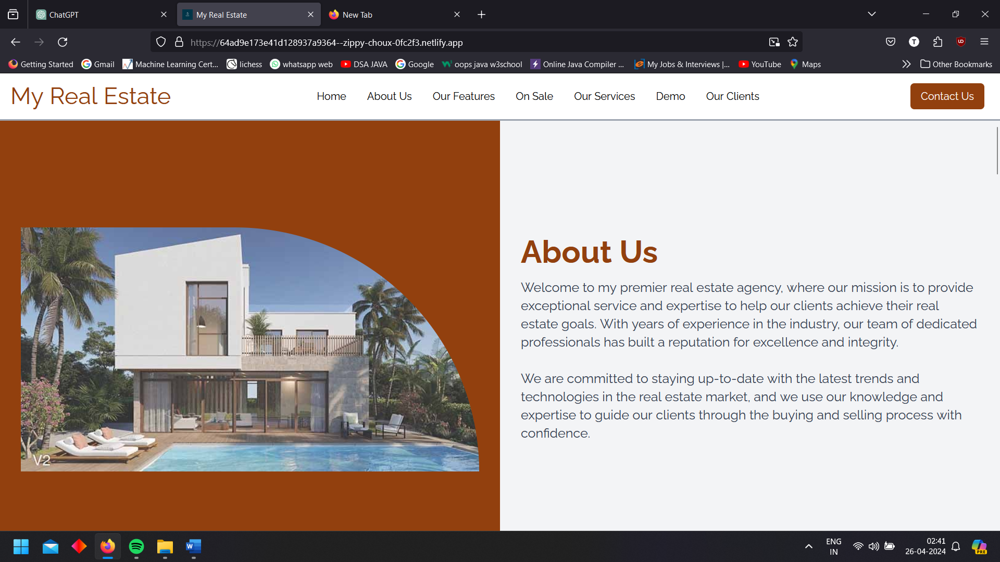 ChatGPT
My Real Estate
New Tab
https://64ad9e173e41d128937a9364--zippy-choux-0fc2f3.netlify.app
T
Getting Started
Gmail
Machine Learning Cert...
lichess
whatsapp web
DSA JAVA
Google
oops java w3school
Online Java Compiler ...
My Jobs & Interviews |...
YouTube
Maps
Other Bookmarks
My Real Estate
Home
About Us
Our Features
On Sale
Our Services
Demo
Our Clients
Contact Us
V2
About Us
Welcome to my premier real estate agency, where our mission is to provide
exceptional service and expertise to help our clients achieve their real
estate goals. With years of experience in the industry, our team of dedicated
professionals has built a reputation for excellence and integrity.
We are committed to staying up-to-date with the latest trends and
technologies in the real estate market, and we use our knowledge and
expertise to guide our clients through the buying and selling process with
confidence.
W
ENG
IN
02:41
26-04-2024
PRE